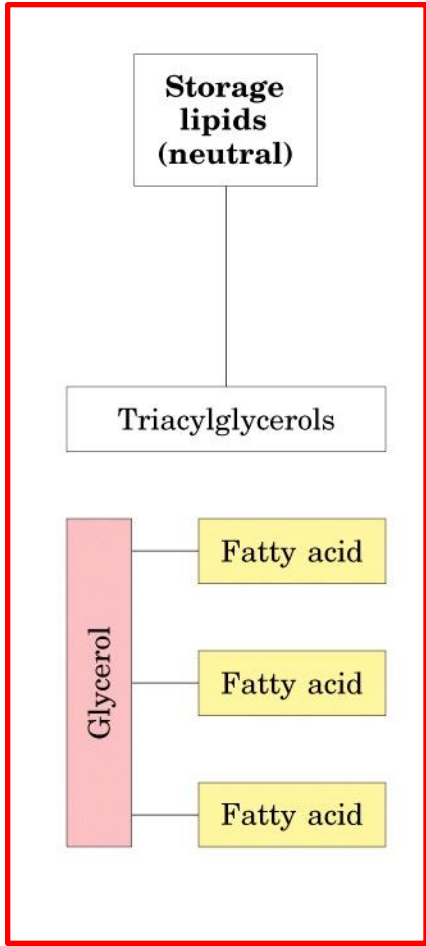 Storage
lipids
(neutral)
Triacylglycerols
Glycerol
Fatty acid
Fatty acid
Fatty acid